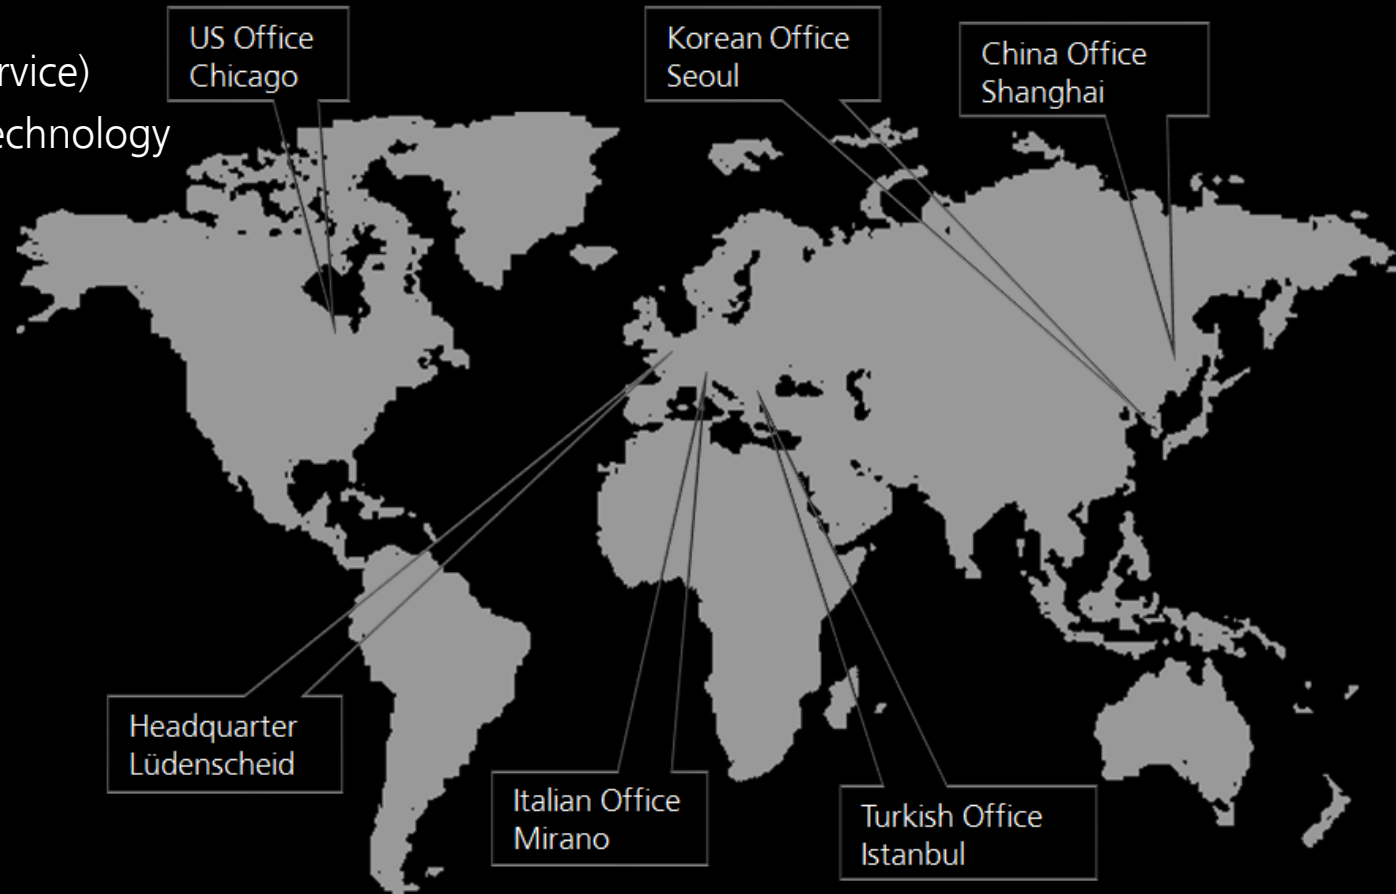 rvice)
echnology
US Office
Chicago
Korean Office
Seoul
China Office
Shanghai
Headquarter
Lüdenscheid
Italian Office
Mirano
Turkish Office
Istanbul